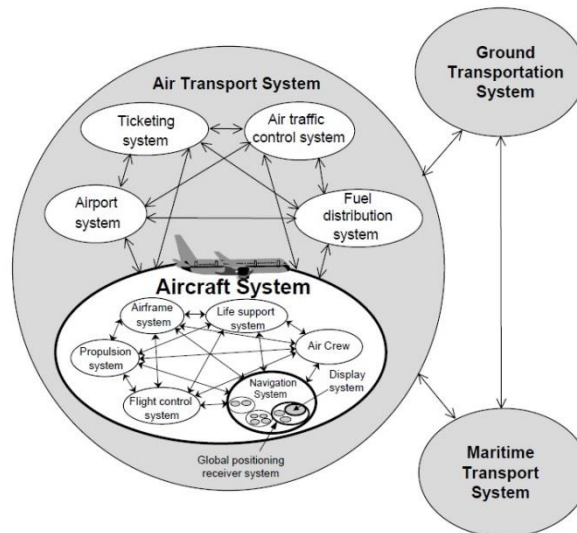 Ground
Transportation
System
Air Transport System
Ticketing
system
Air traffic
control system
Airport
system
Fuel
distribution
system
Aircraft System
Airframe
system
Life support
system
Propulsion
system
Air Crew
Display
system
Navigation
System
Flight control
system
Global positioning
receiver system
Maritime
Transport
System